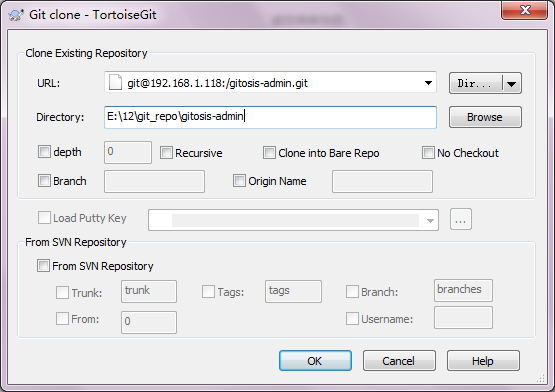 Git clone - TortoiseGit
Clone Existing Repository
URL: git@192.168.1.118:/gitosis-admin.git Dir...
Directory: E:\12\git_repo\gitosis-admin Browse
depth 0 Recursive Clone into Bare Repo No Checkout
Branch Origin Name
Load Putty Key ...
From SVN Repository
From SVN Repository
Trunk: trunk Tags: tags Branch: branches
From: 0 Username:
OK Cancel Help